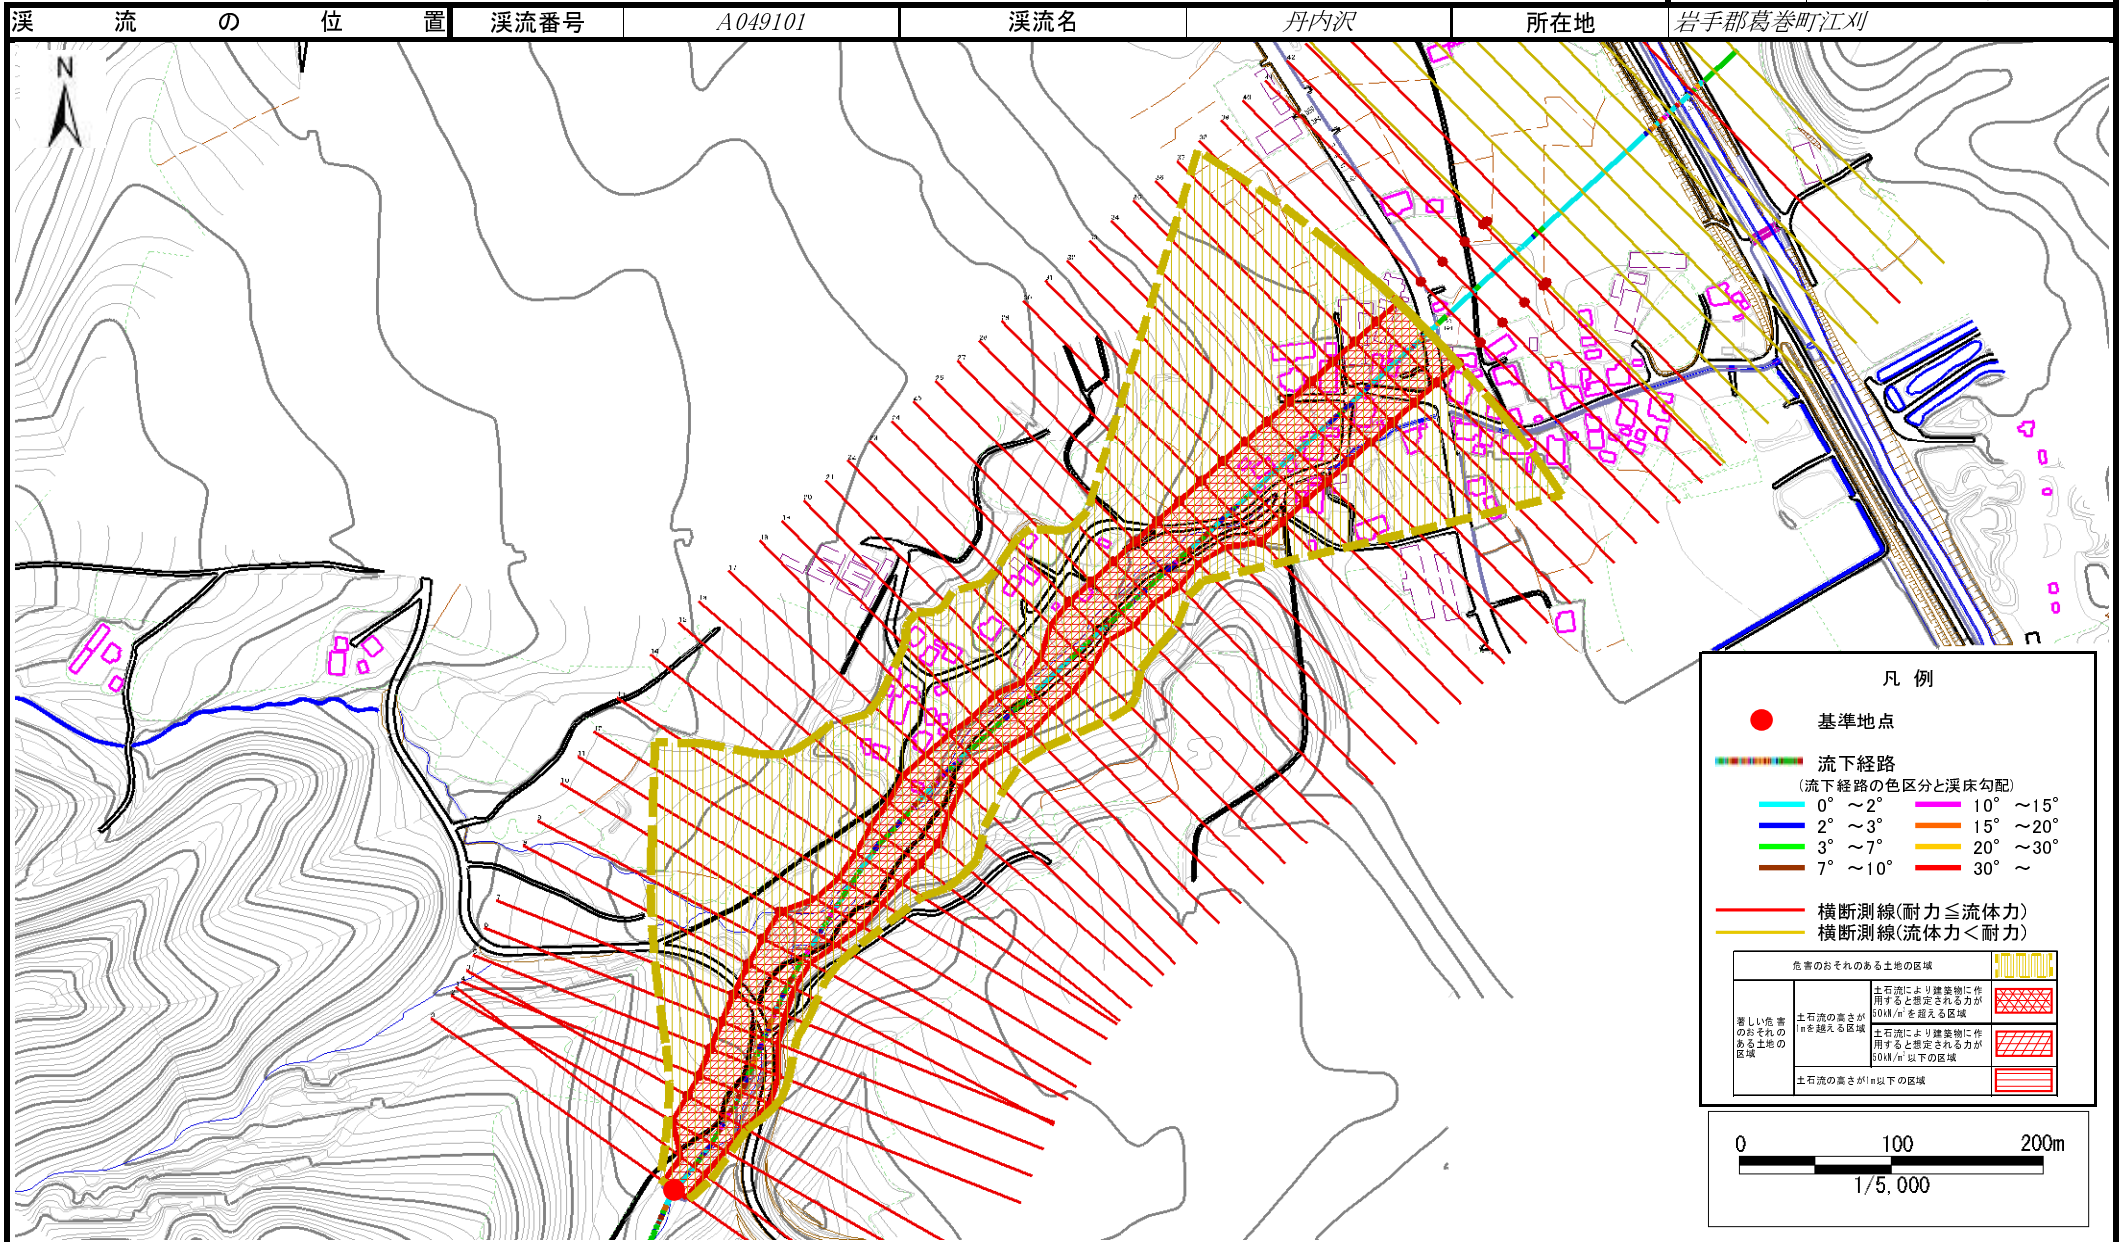 渓流の位置 渓流番号 A049101 渓流名 丹内沢 所在地 岩手郡葛巻町江刈
N
凡 例
基準地点
流下経路
(流下経路の色区分と渓床勾配)
0° ～2° 10° ～15°
2° ～3° 15° ～20°
3° ～7° 20° ～30°
7° ～10° 30° ～
横断測線(耐力≦流体力)
横断測線(流体力＜耐力)
危害のおそれのある土地の区域
著しい危害のおそれのある土地の区域
土石流の高さが1mを越える区域
土石流により建築物に作用すると想定される力が50kN/㎡を超える区域
土石流により建築物に作用すると想定される力が50kN/㎡以下の区域
土石流の高さが1m以下の区域
0 100 200m
1/5,000